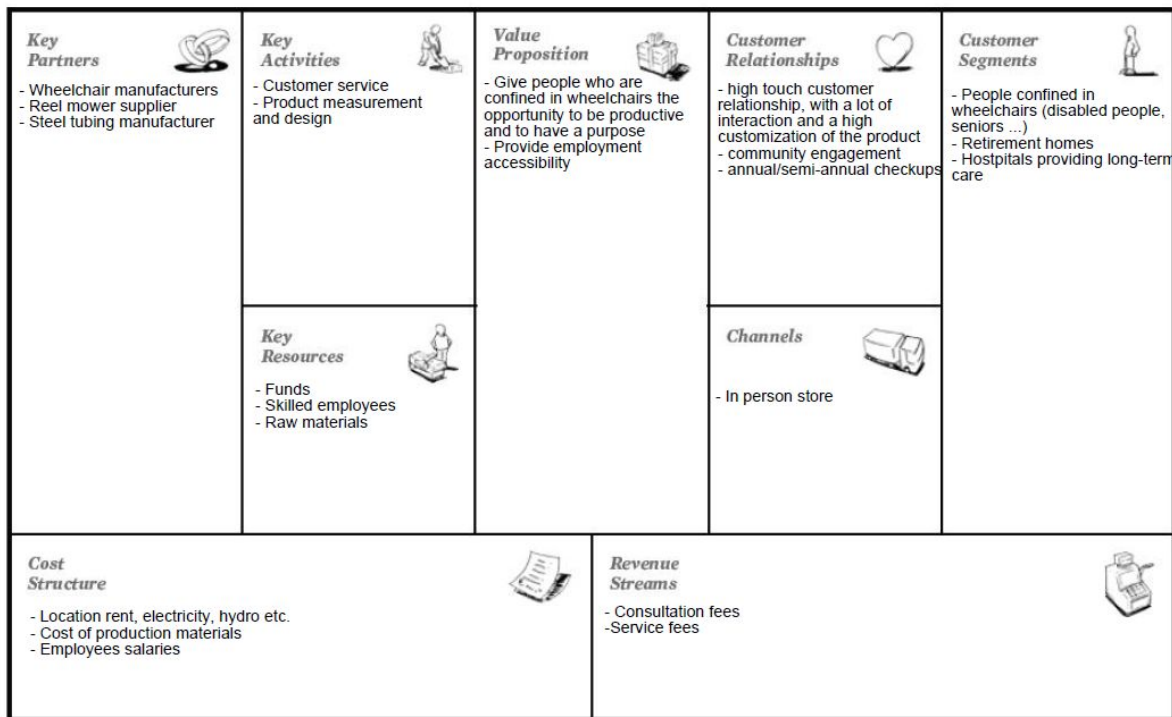 Key
Partners
- Wheelchair manufacturers
- Reel mower supplier
- Steel tubing manufacturer
Key
Activities
- Customer service
- Product measurement
and design
Key
Resources
- Funds
- Skilled employees
- Raw materials
Value
Proposition
- Give people who are
confined in wheelchairs the
opportunity to be productive
and to have a purpose
- Provide employment
accessibility
Customer
Relationships
- high touch customer
relationship, with a lot of
interaction and a high
customization of the product
- community engagement
- annual/semi-annual checkups
Channels
- In person store
Customer
Segments
- People confined in
wheelchairs (disabled people,
seniors ...)
- Retirement homes
- Hostpitals providing long-term
care
Cost
Structure
- Location rent, electricity, hydro etc.
- Cost of production materials
- Employees salaries
Revenue
Streams
- Consultation fees
-Service fees